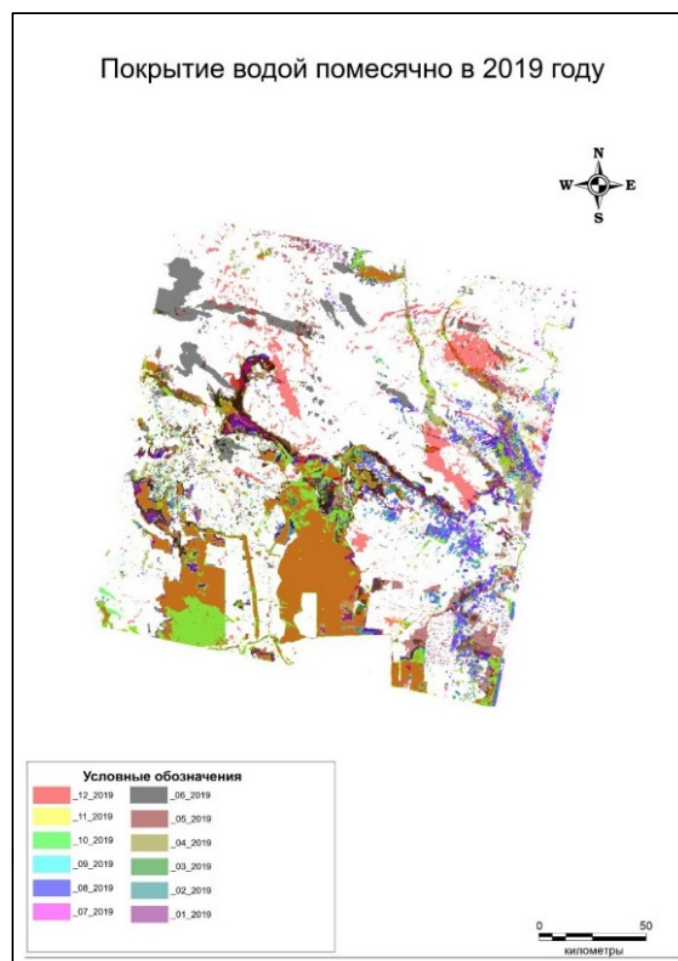 Покрытие водой помесячно в 2019 году
N
W E
S
Условные обозначения
_12_2019 _06_2019
_11_2019 _05_2019
_10_2019 _04_2019
_09_2019 _03_2019
_08_2019 _02_2019
_07_2019 _01_2019
0 50
километры